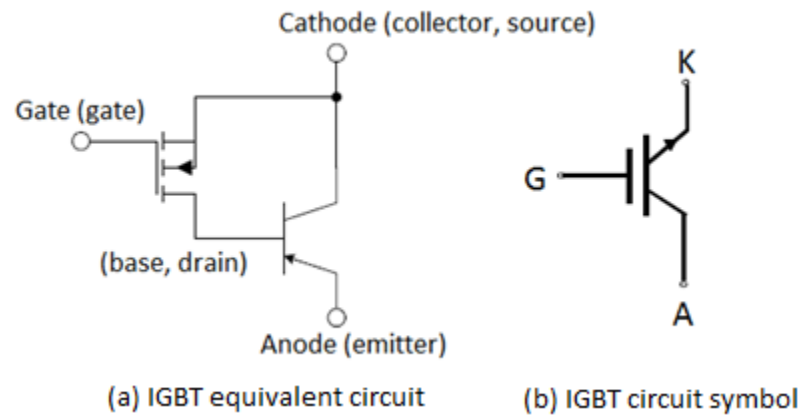 Cathode (collector, source)
Gate (gate)
(base, drain)
Anode (emitter)
(a) IGBT equivalent circuit
K
G
A
(b) IGBT circuit symbol